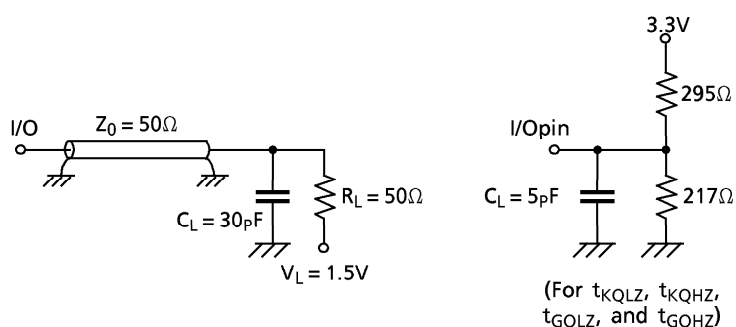 3.3V
295Ω
I/O
Z0 = 50Ω
I/Opin
RL = 50Ω
CL = 30PF
CL = 5PF
217Ω
VL = 1.5V
(For tKQLZ, tKQHZ,
tGQLZ, and tGQHZ)